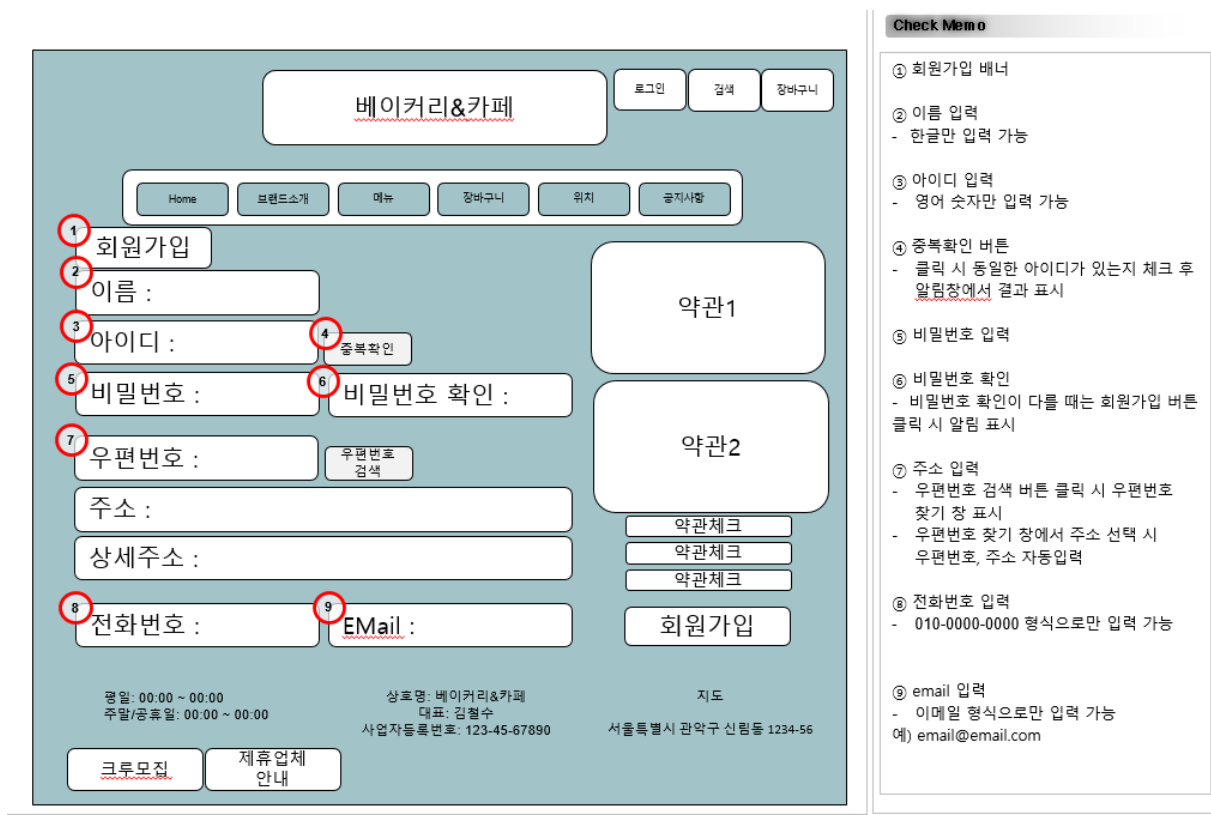 Check Memo
베이커리&카페
로그인
검색
장바구니
Home
브랜드소개
메뉴
장바구니
위치
공지사항
1
회원가입
2
이름 :
3
아이디 :
4
중복확인
5
비밀번호 :
6
비밀번호 확인 :
7
우편번호 :
우편번호
검색
주소 :
상세주소 :
8
전화번호 :
9
EMail :
약관1
약관2
약관체크
약관체크
약관체크
회원가입
평일: 00:00 ~ 00:00
주말/공휴일: 00:00 ~ 00:00
상호명: 베이커리&카페
대표: 김철수
사업자등록번호: 123-45-67890
지도
서울특별시 관악구 신림동 1234-56
크루모집
제휴업체
안내
① 회원가입 배너
② 이름 입력
- 한글만 입력 가능
③ 아이디 입력
- 영어 숫자만 입력 가능
④ 중복확인 버튼
- 클릭 시 동일한 아이디가 있는지 체크 후
알림창에서 결과 표시
⑤ 비밀번호 입력
⑥ 비밀번호 확인
- 비밀번호 확인이 다를 때는 회원가입 버튼
클릭 시 알림 표시
⑦ 주소 입력
- 우편번호 검색 버튼 클릭 시 우편번호
찾기 창 표시
- 우편번호 찾기 창에서 주소 선택 시
우편번호, 주소 자동입력
⑧ 전화번호 입력
- 010-0000-0000 형식으로만 입력 가능
⑨ email 입력
- 이메일 형식으로만 입력 가능
예) email@email.com